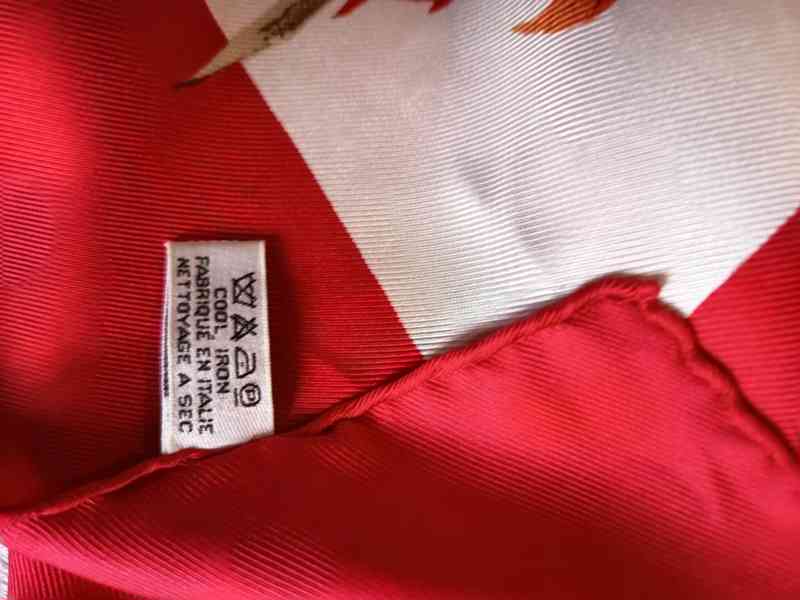 COOL IRON
FABRIQUE EN ITALIE
NETTOYAGE A SEC